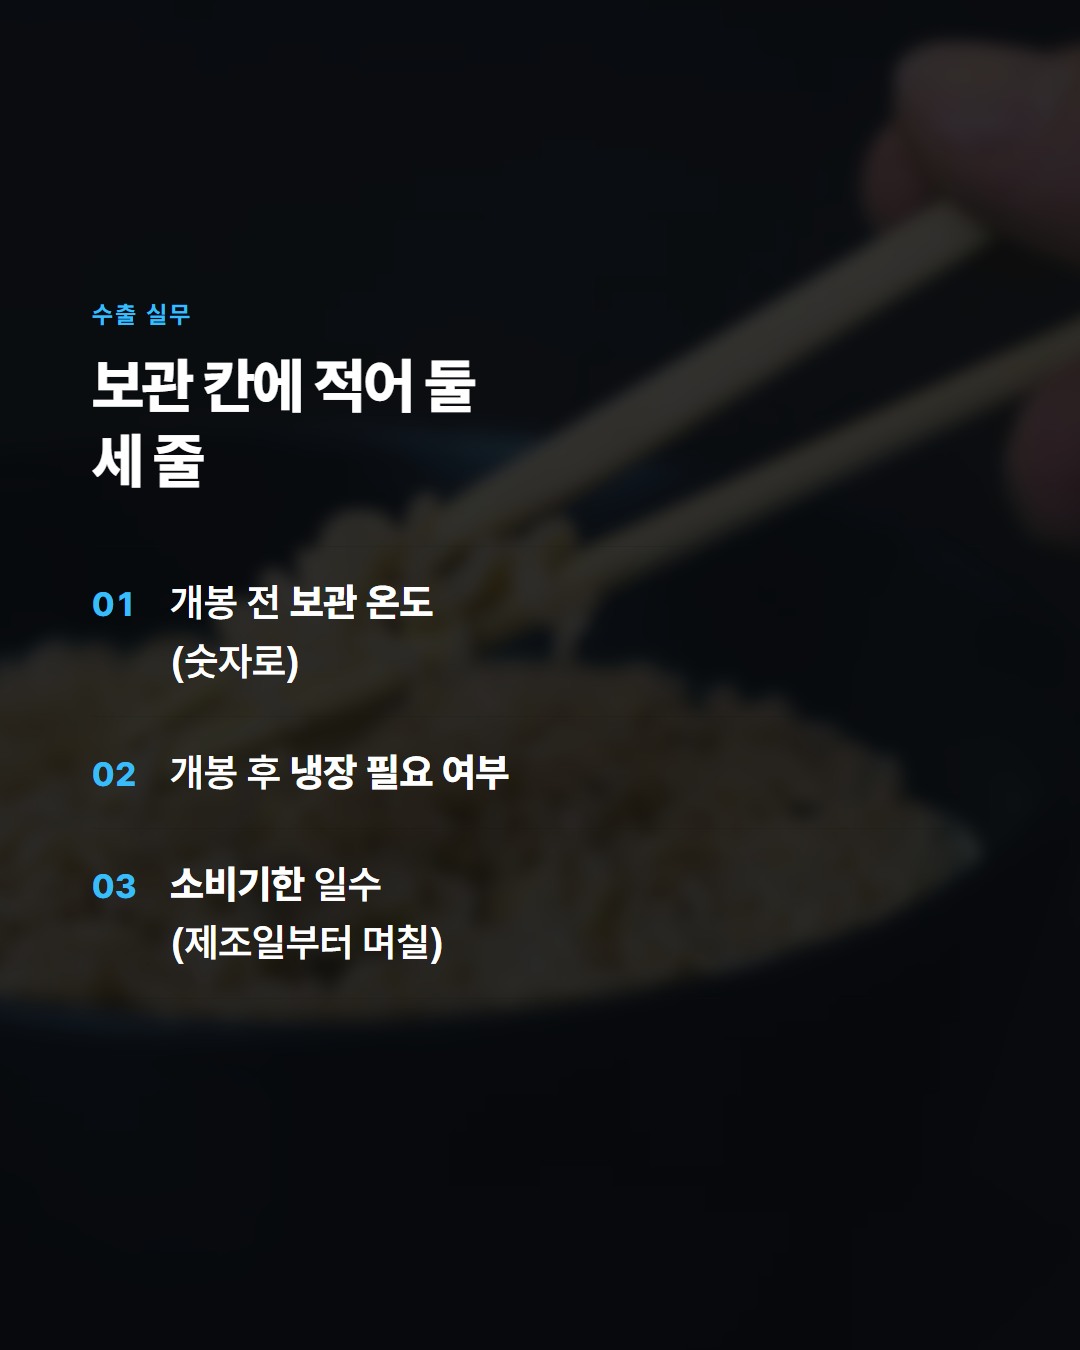 수출 실무
보관 칸에 적어 둘
세 줄
01 개봉 전 보관 온도
(숫자로)
02 개봉 후 냉장 필요 여부
03 소비기한 일수
(제조일부터 며칠)